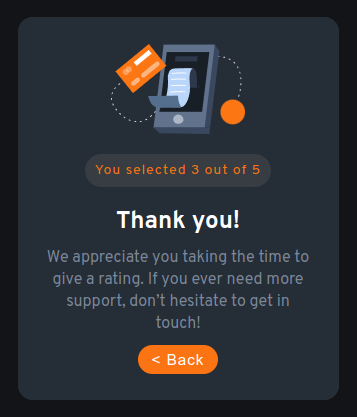 You selected 3 out of 5
Thank you!
We appreciate you taking the time to
give a rating. If you ever need more
support, don’t hesitate to get in
touch!
< Back